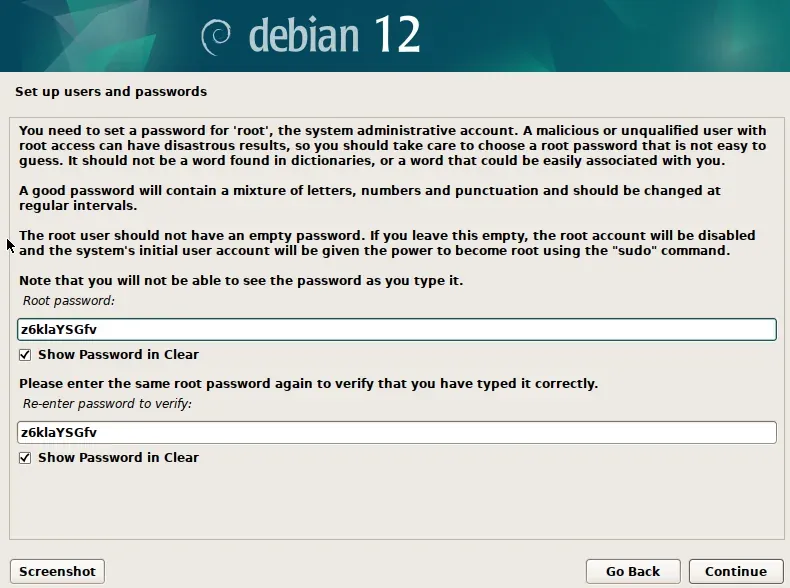 debian 12
Set up users and passwords
You need to set a password for 'root', the system administrative account. A malicious or unqualified user with
root access can have disastrous results, so you should take care to choose a root password that is not easy to
guess. It should not be a word found in dictionaries, or a word that could be easily associated with you.
A good password will contain a mixture of letters, numbers and punctuation and should be changed at
regular intervals.
The root user should not have an empty password. If you leave this empty, the root account will be disabled
and the system's initial user account will be given the power to become root using the "sudo" command.
Note that you will not be able to see the password as you type it.
Root password:
z6klaYSGfv
Show Password in Clear
Please enter the same root password again to verify that you have typed it correctly.
Re-enter password to verify:
z6klaYSGfv
Show Password in Clear
Screenshot
Go Back
Continue